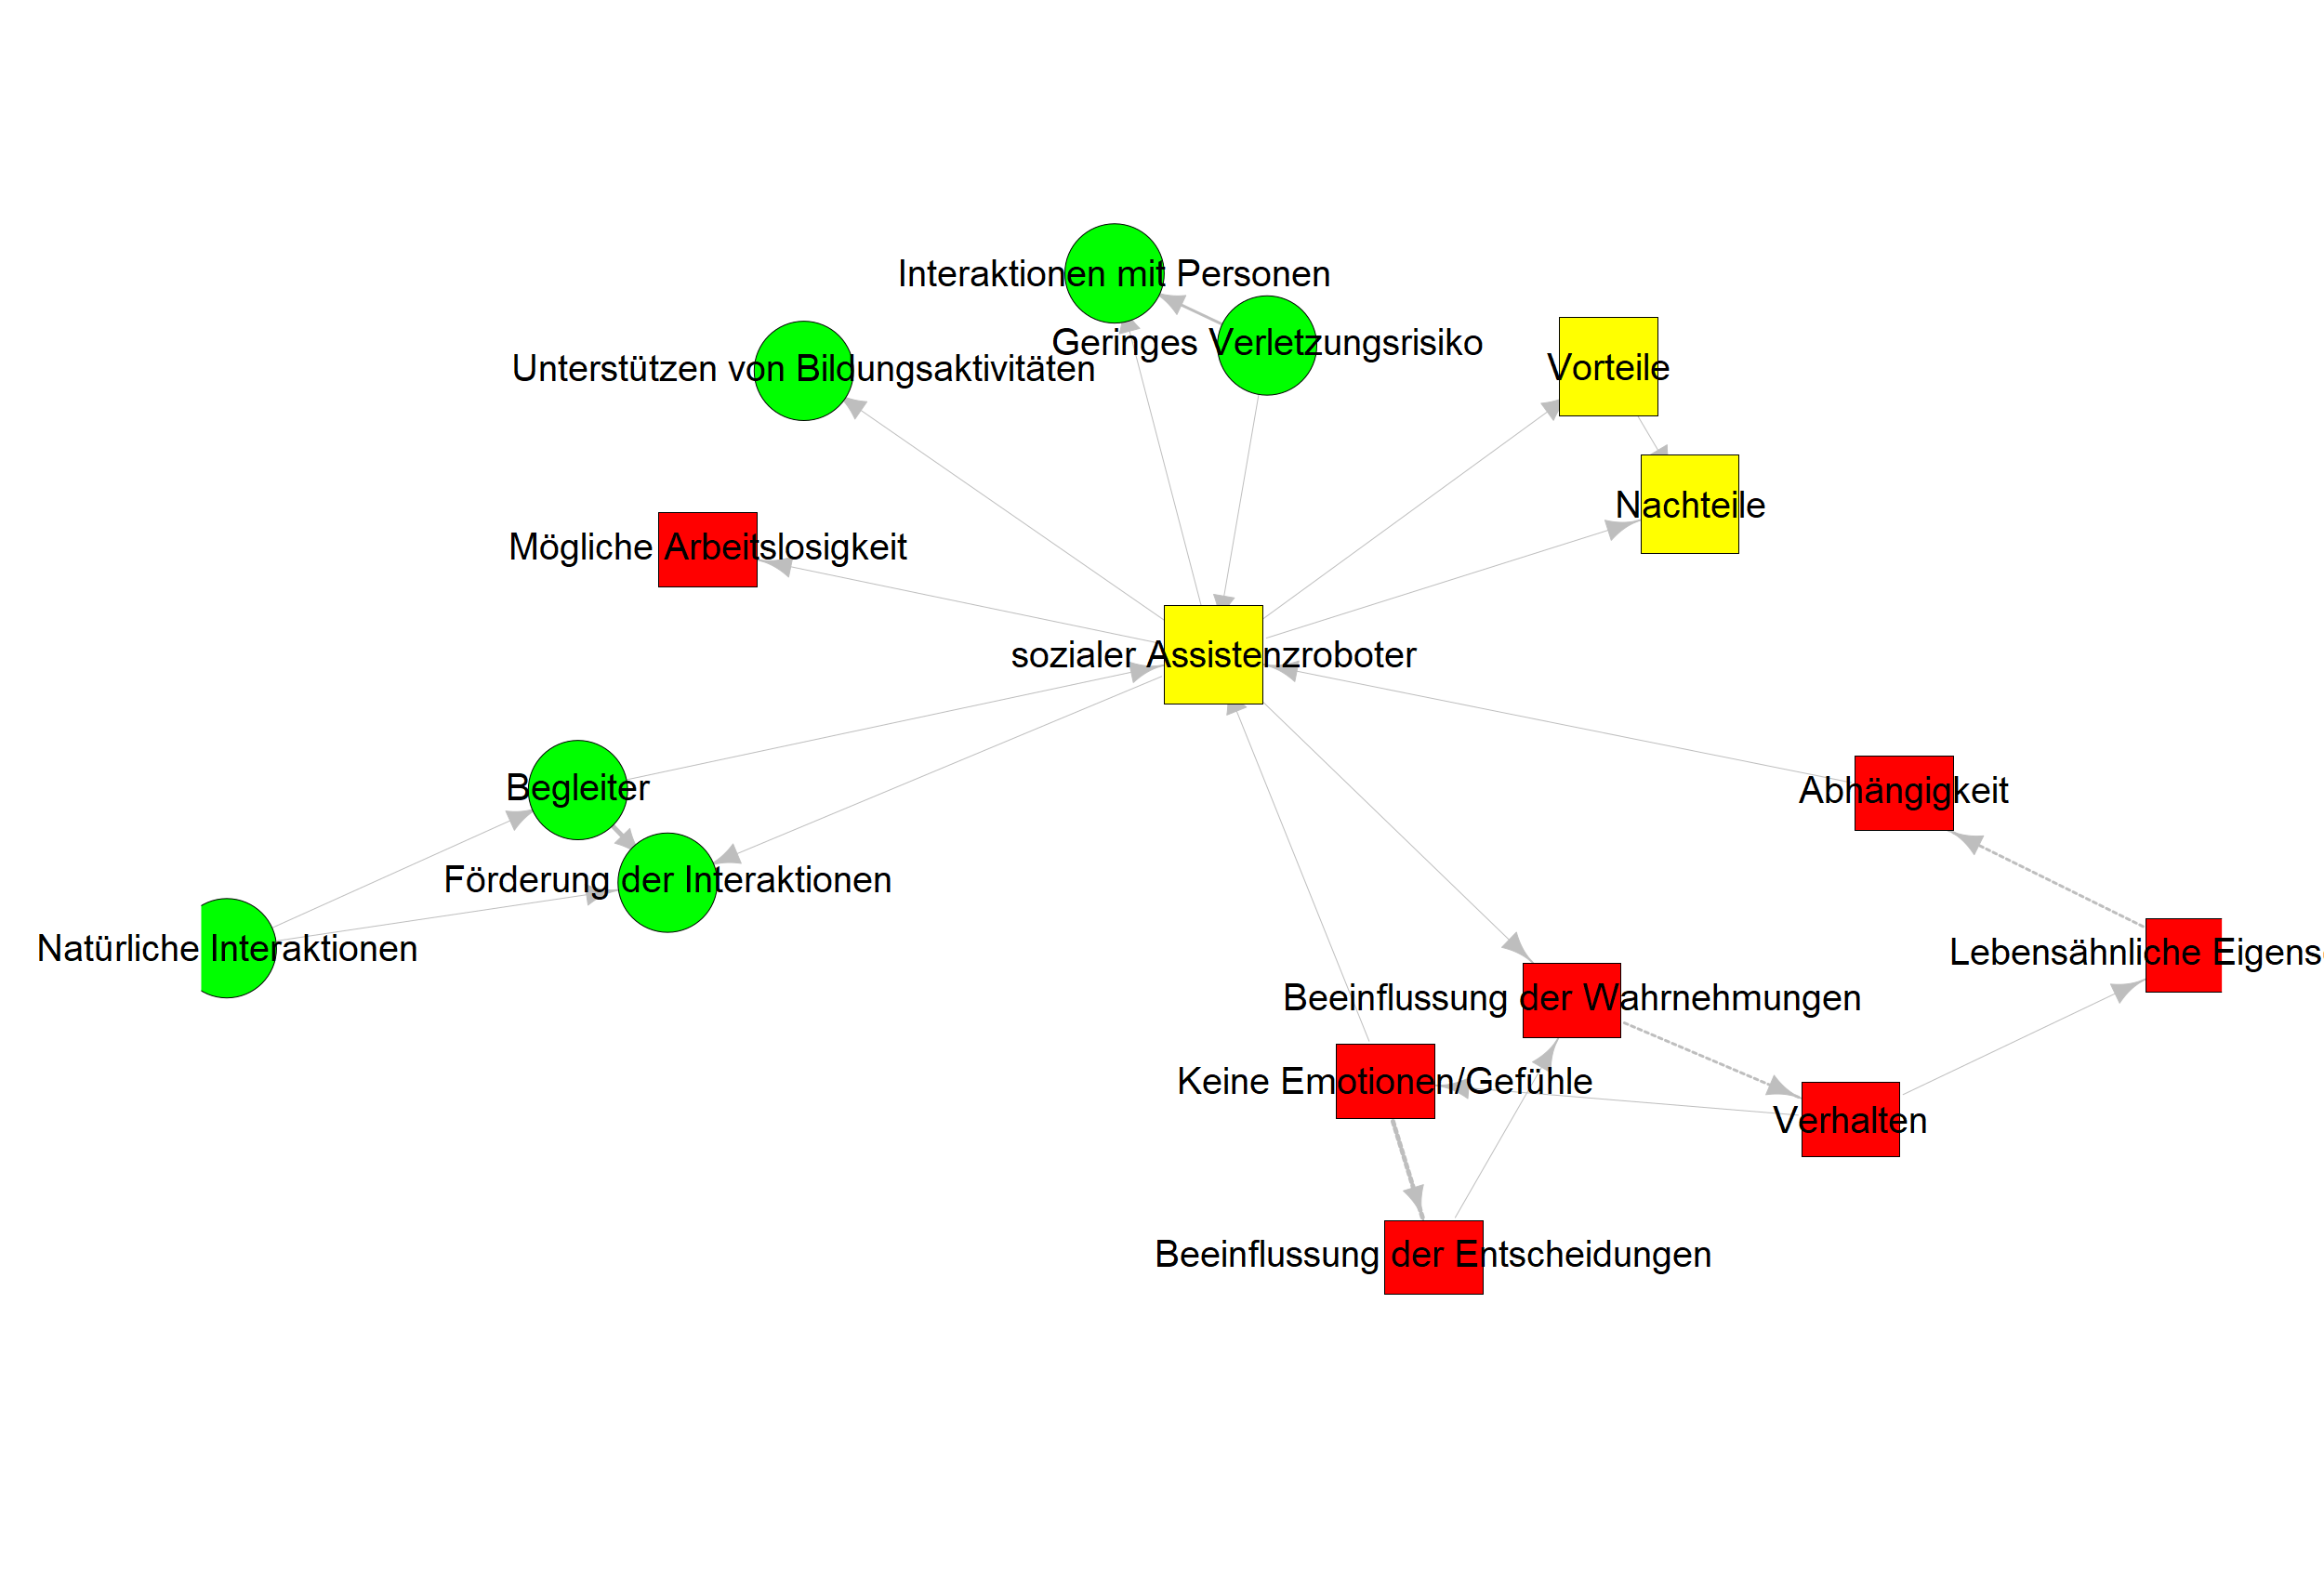 Interaktionen mit Personen
Geringes Verletzungsrisiko
Unterstützen von Bildungsaktivitäten
Vorteile
Nachteile
Mögliche Arbeitslosigkeit
sozialer Assistenzroboter
Begleiter
Abhängigkeit
Förderung der Interaktionen
Natürliche Interaktionen
Lebensähnliche Eigens
Beeinflussung der Wahrnehmungen
Keine Emotionen/Gefühle
Verhalten
Beeinflussung der Entscheidungen